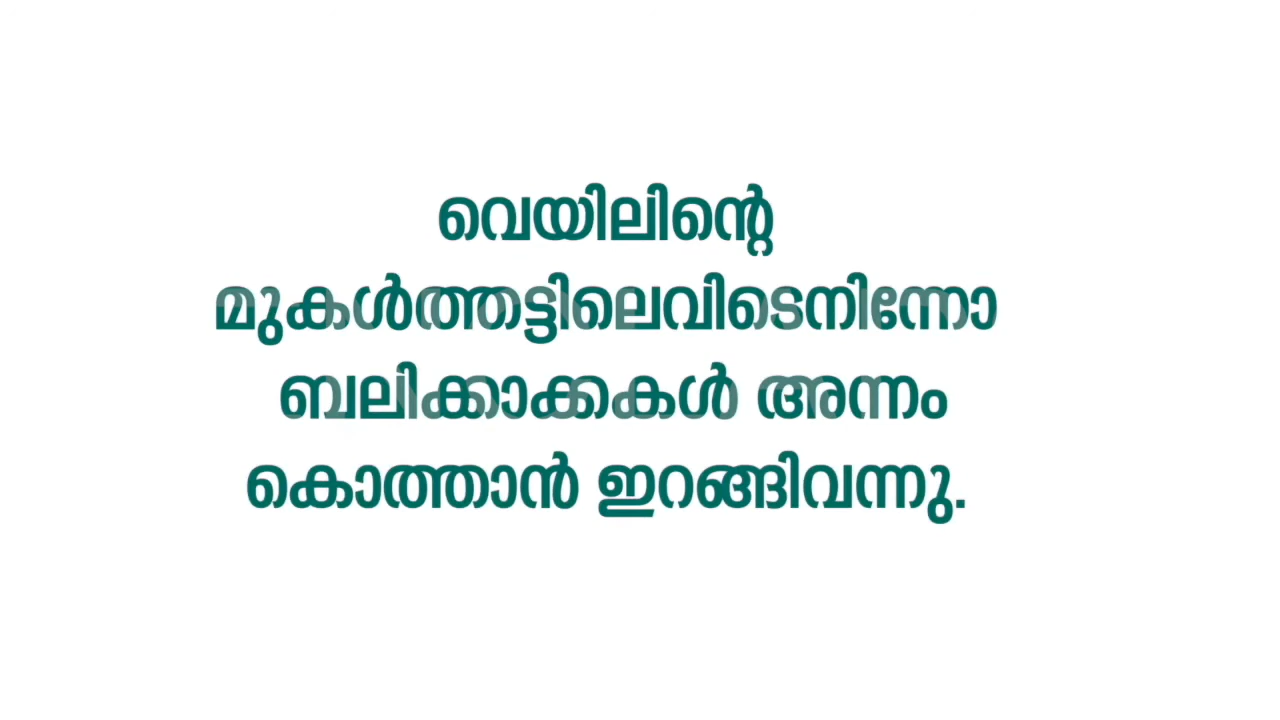 വെയിലിന്റെ
മുകൾത്തട്ടിലെവിടെനിന്നോ
ബലിക്കാക്കകൾ അന്നം
കൊത്താൻ ഇറങ്ങിവന്നു.